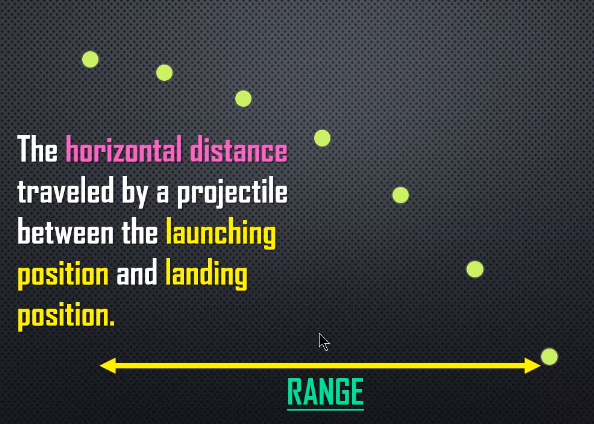 The horizontal distance
traveled by a projectile
between the launching
position and landing
position.
RANGE